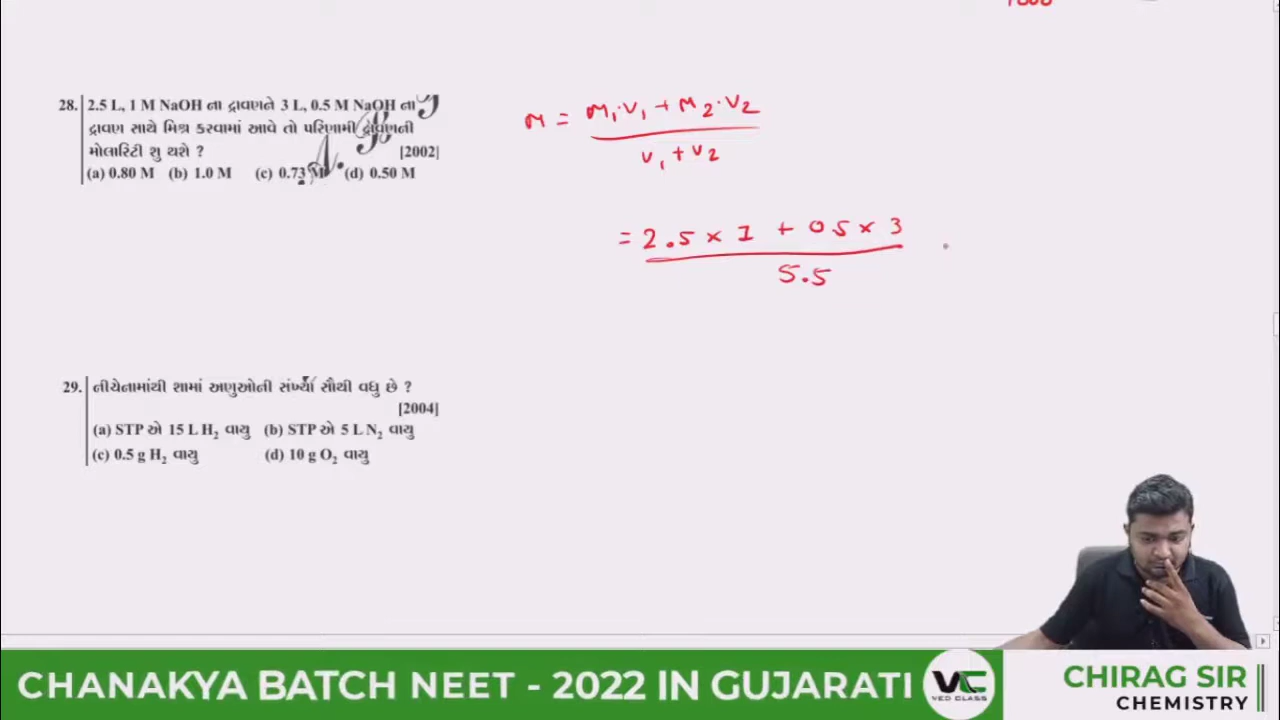 28. 2.5 L, 1 M NaOH ના દ્રાવણને 3 L, 0.5 M NaOH ના
દ્રાવણ સાથે મિશ્ર કરવામાં આવે તો પરિણામી દ્રાવણની
મોલારિટી શુ થશે ? [2002]
(a) 0.80 M (b) 1.0 M (c) 0.73 M (d) 0.50 M
M = M₁·V₁ + M₂·V₂
V₁ + V₂
= 2.5 × 1 + 05 × 3
5.5
29. નીચેનામાંથી શામાં અણુઓની સંખ્યા સૌથી વધુ છે ?
[2004]
(a) STP એ 15 L H₂ વાયુ (b) STP એ 5 L N₂ વાયુ
(c) 0.5 g H₂ વાયુ (d) 10 g O₂ વાયુ
CHANAKYA BATCH NEET - 2022 IN GUJARATI
VC
VED CLASS
CHIRAG SIR
CHEMISTRY